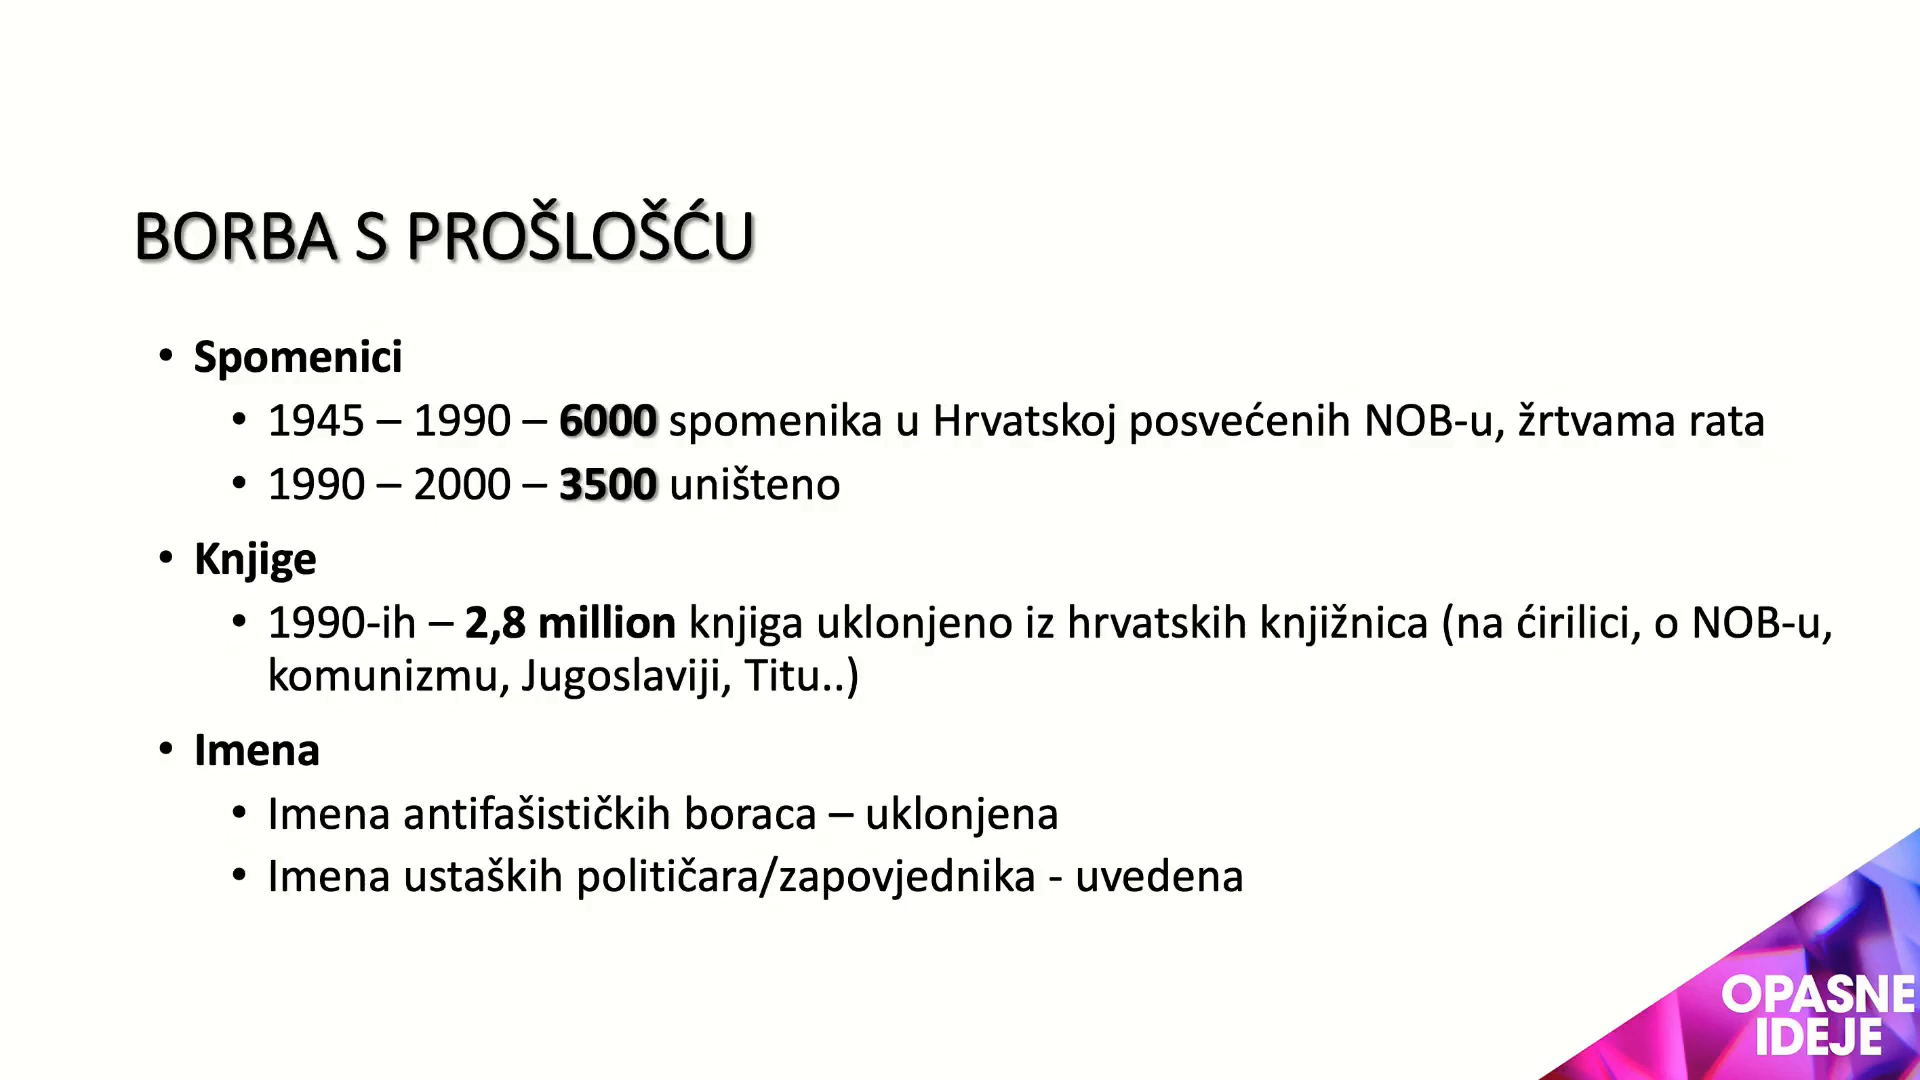 BORBA S PROŠLOŠĆU
• Spomenici
• 1945 – 1990 – 6000 spomenika u Hrvatskoj posvećenih NOB-u, žrtvama rata
• 1990 – 2000 – 3500 uništeno
• Knjige
• 1990-ih – 2,8 million knjiga uklonjeno iz hrvatskih knjižnica (na ćirilici, o NOB-u,
komunizmu, Jugoslaviji, Titu..)
• Imena
• Imena antifašističkih boraca – uklonjena
• Imena ustaških političara/zapovjednika - uvedena
OPASNE
IDEJE